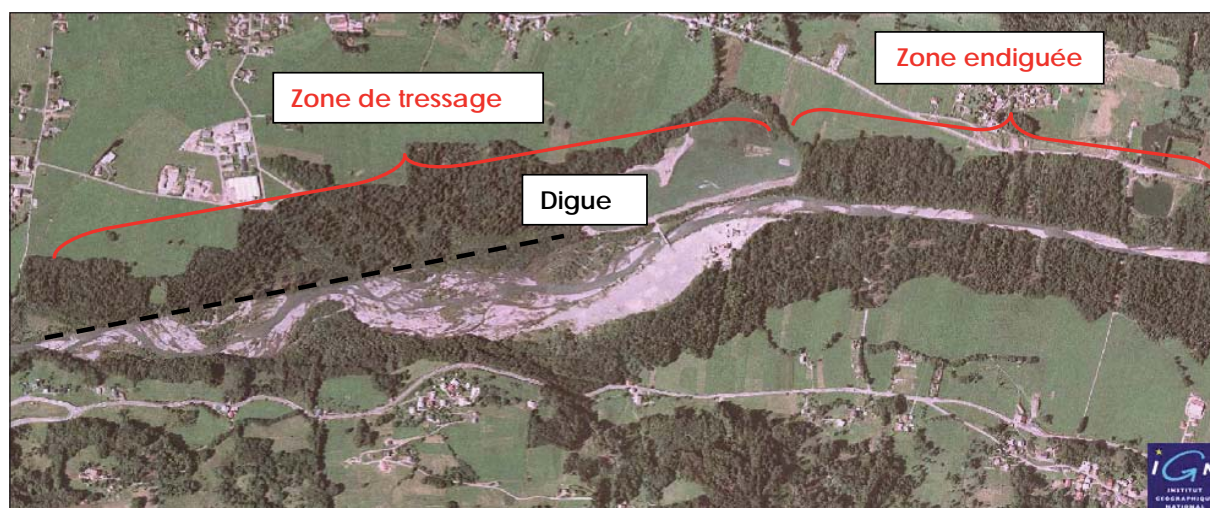 Zone endiguée
Zone de tressage
Digue
IGN
INSTITUT
GEOGRAPHIQUE
NATIONAL